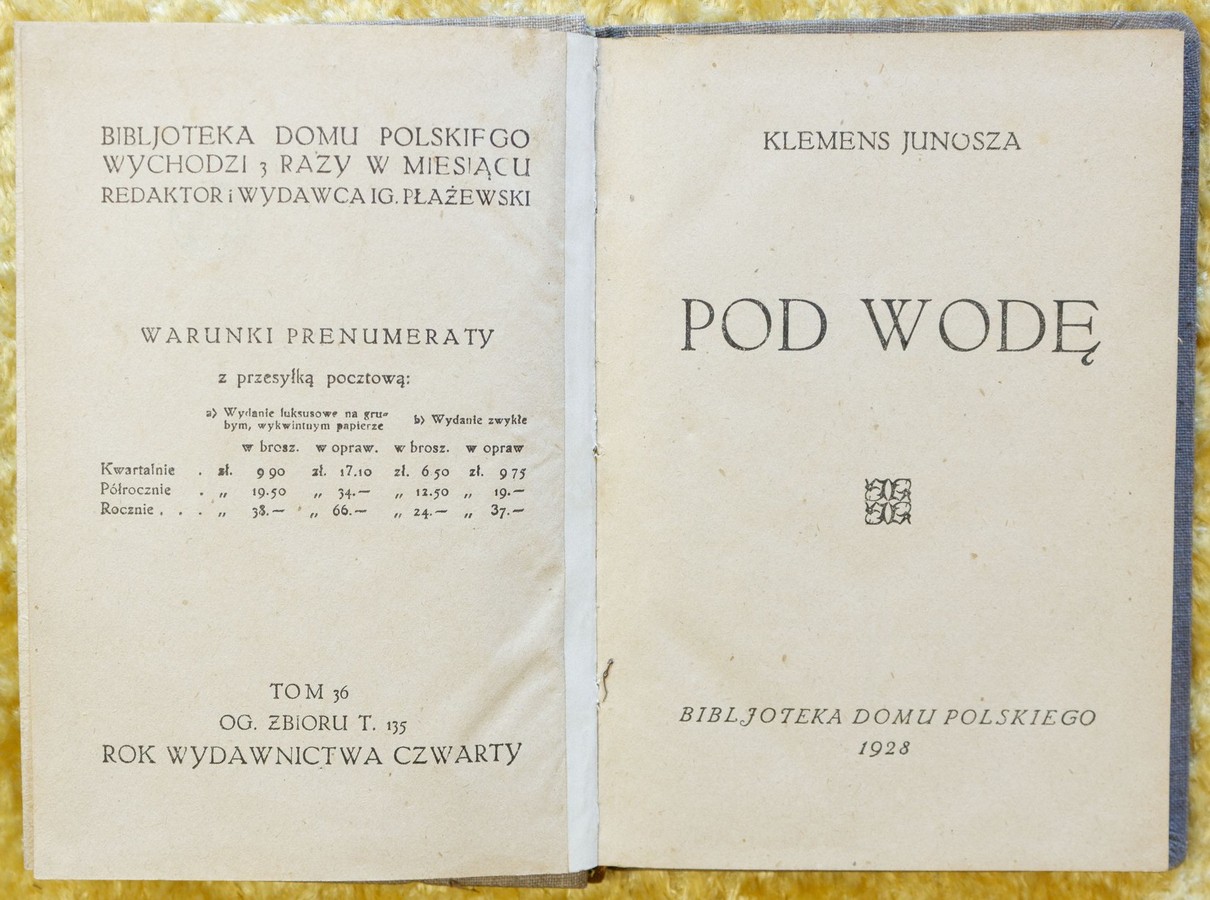 BIBLJOTEKA DOMU POLSKIEGO
WYCHODZI 3 RAZY W MIESIĄCU
REDAKTOR i WYDAWCA IG. PŁAŻEWSKI
WARUNKI PRENUMERATY
z przesyłką pocztową:
a) Wydanie luksusowe na gru-
bym, wykwintnym papierze
b) Wydanie zwykłe
w brosz. w opraw. w brosz. w opraw
Kwartalnie . zł. 9 90 zł. 17.10 zł. 6 50 zł. 9 75
Półrocznie . „ 19.50 „ 34.— „ 12.50 „ 19.—
Rocznie . . . „ 38.— „ 66.— „ 24.— „ 37.—
TOM 36
OG. ZBIORU T. 135
ROK WYDAWNICTWA CZWARTY
KLEMENS JUNOSZA
POD WODĘ
BIBLJOTEKA DOMU POLSKIEGO
1928